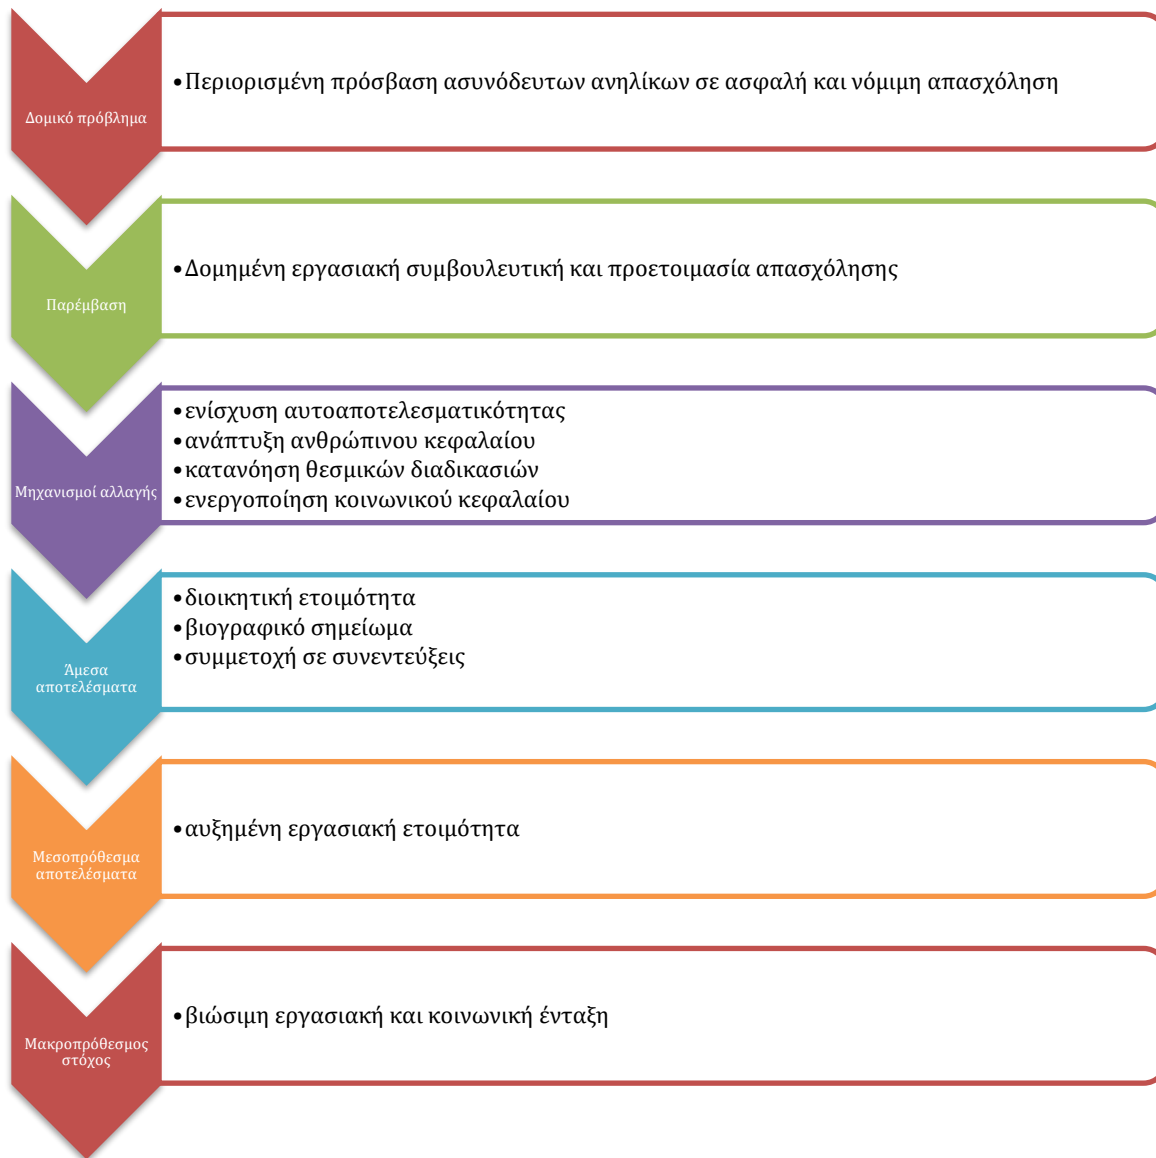 Δομικό πρόβλημα
•Περιορισμένη πρόσβαση ασυνόδευτων ανηλίκων σε ασφαλή και νόμιμη απασχόληση
Παρέμβαση
•Δομημένη εργασιακή συμβουλευτική και προετοιμασία απασχόλησης
Μηχανισμοί αλλαγής
•ενίσχυση αυτοαποτελεσματικότητας
•ανάπτυξη ανθρώπινου κεφαλαίου
•κατανόηση θεσμικών διαδικασιών
•ενεργοποίηση κοινωνικού κεφαλαίου
Άμεσα
αποτελέσματα
•διοικητική ετοιμότητα
•βιογραφικό σημείωμα
•συμμετοχή σε συνεντεύξεις
Μεσοπρόθεσμα
αποτελέσματα
•αυξημένη εργασιακή ετοιμότητα
Μακροπρόθεσμος
στόχος
•βιώσιμη εργασιακή και κοινωνική ένταξη